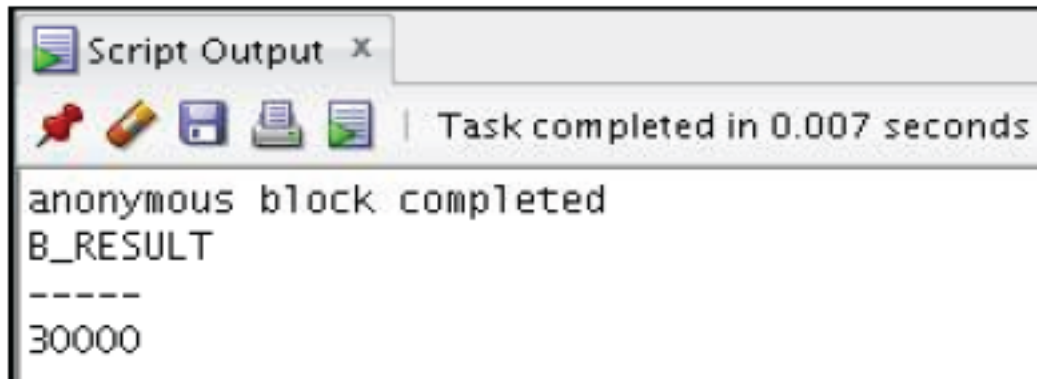 Script Output x
Task completed in 0.007 seconds
anonymous block completed
B_RESULT
-----
30000